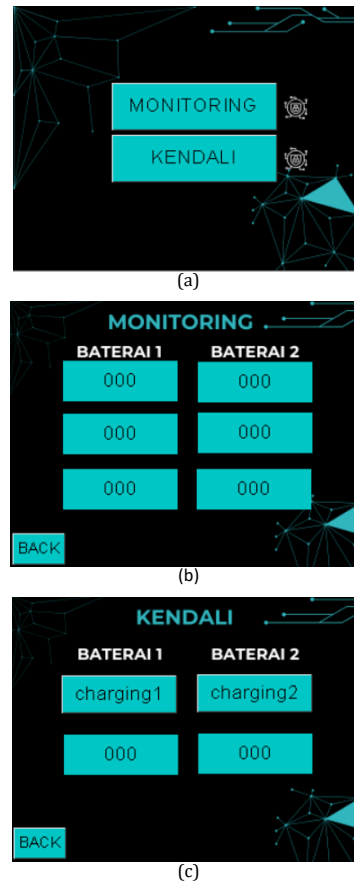 MONITORING
KENDALI
(a)
MONITORING
BATERAI 1 BATERAI 2
000 000
000 000
000 000
BACK
(b)
KENDALI
BATERAI 1 BATERAI 2
charging1 charging2
000 000
BACK
(c)